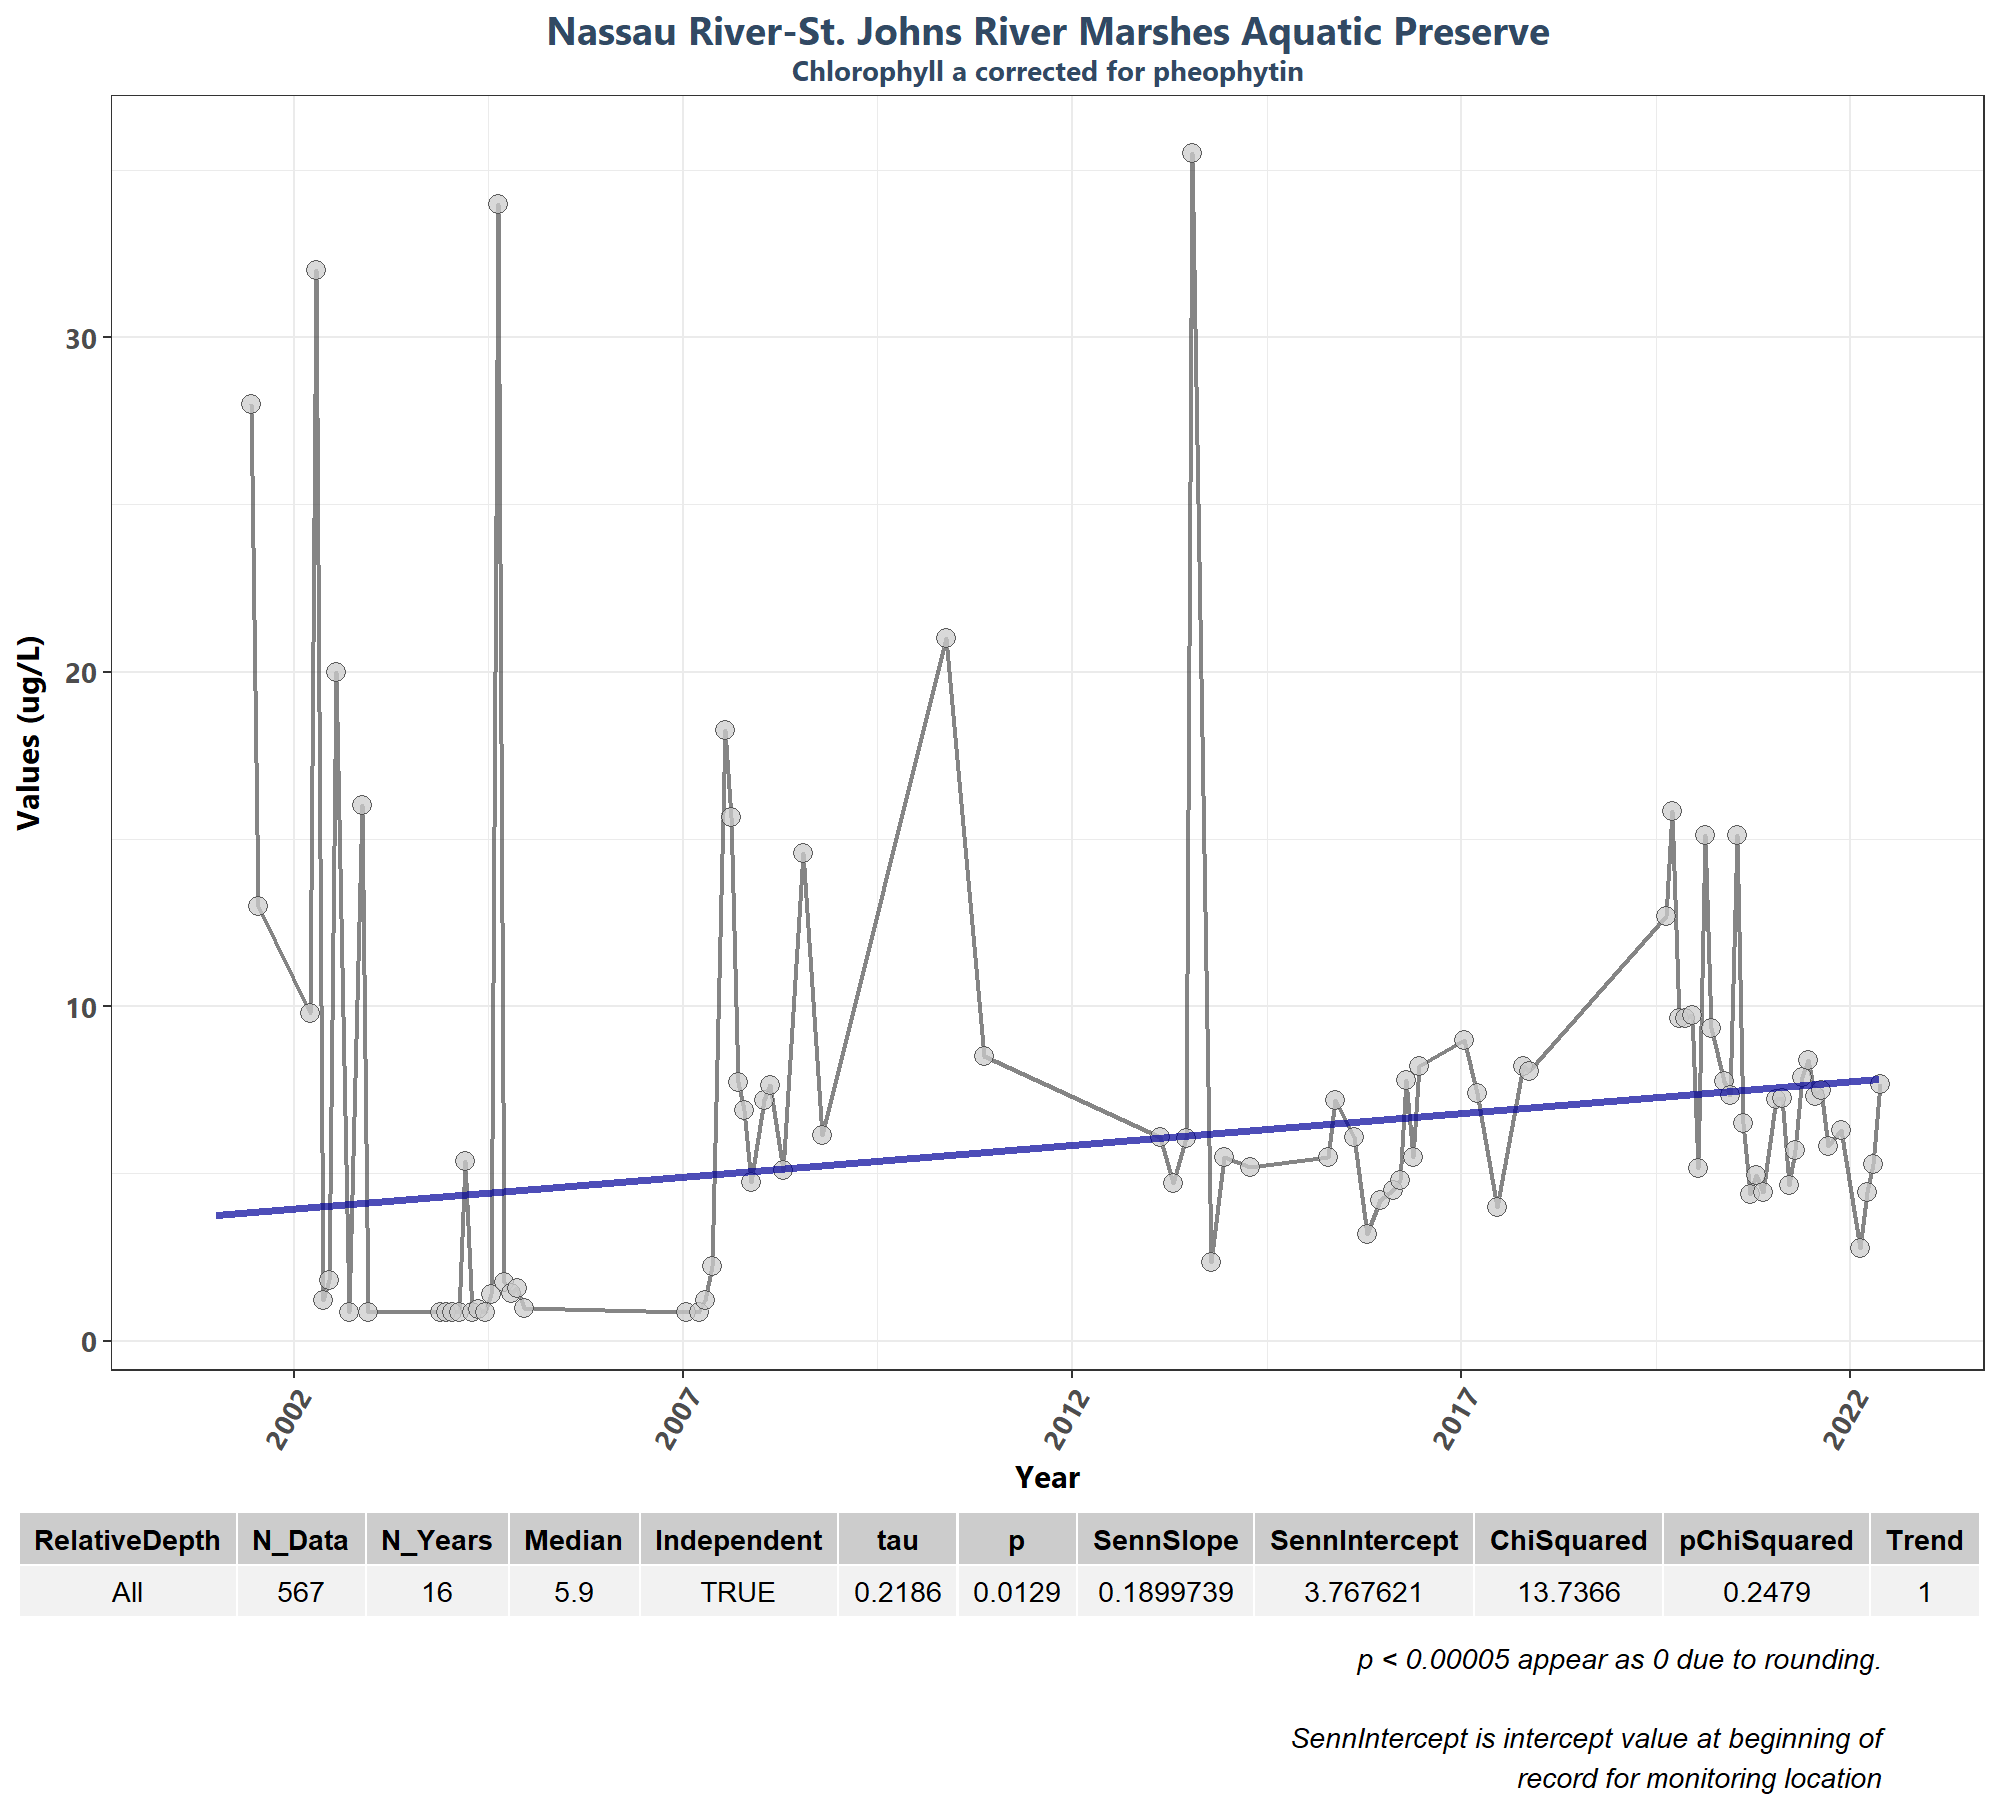 Nassau River-St. Johns River Marshes Aquatic Preserve
Chlorophyll a corrected for pheophytin
Values (ug/L)
30
20
10
0
2002 2007 2012 2017 2022
Year
RelativeDepth N_Data N_Years Median Independent tau p SennSlope SennIntercept ChiSquared pChiSquared Trend
All 567 16 5.9 TRUE 0.2186 0.0129 0.1899739 3.767621 13.7366 0.2479 1
p < 0.00005 appear as 0 due to rounding.
SennIntercept is intercept value at beginning of
record for monitoring location